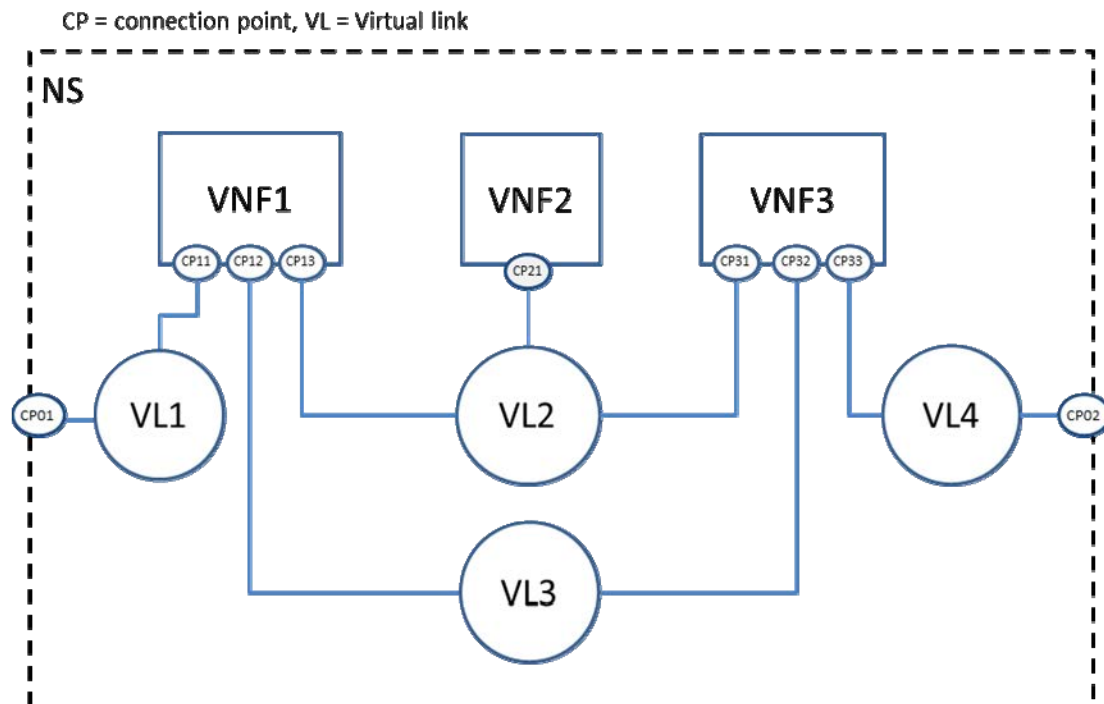 CP = connection point, VL = Virtual link
NS
VNF1 VNF2 VNF3
CP11 CP12 CP13 CP21 CP31 CP32 CP33
CP01 VL1 VL2 VL4 CP02
VL3